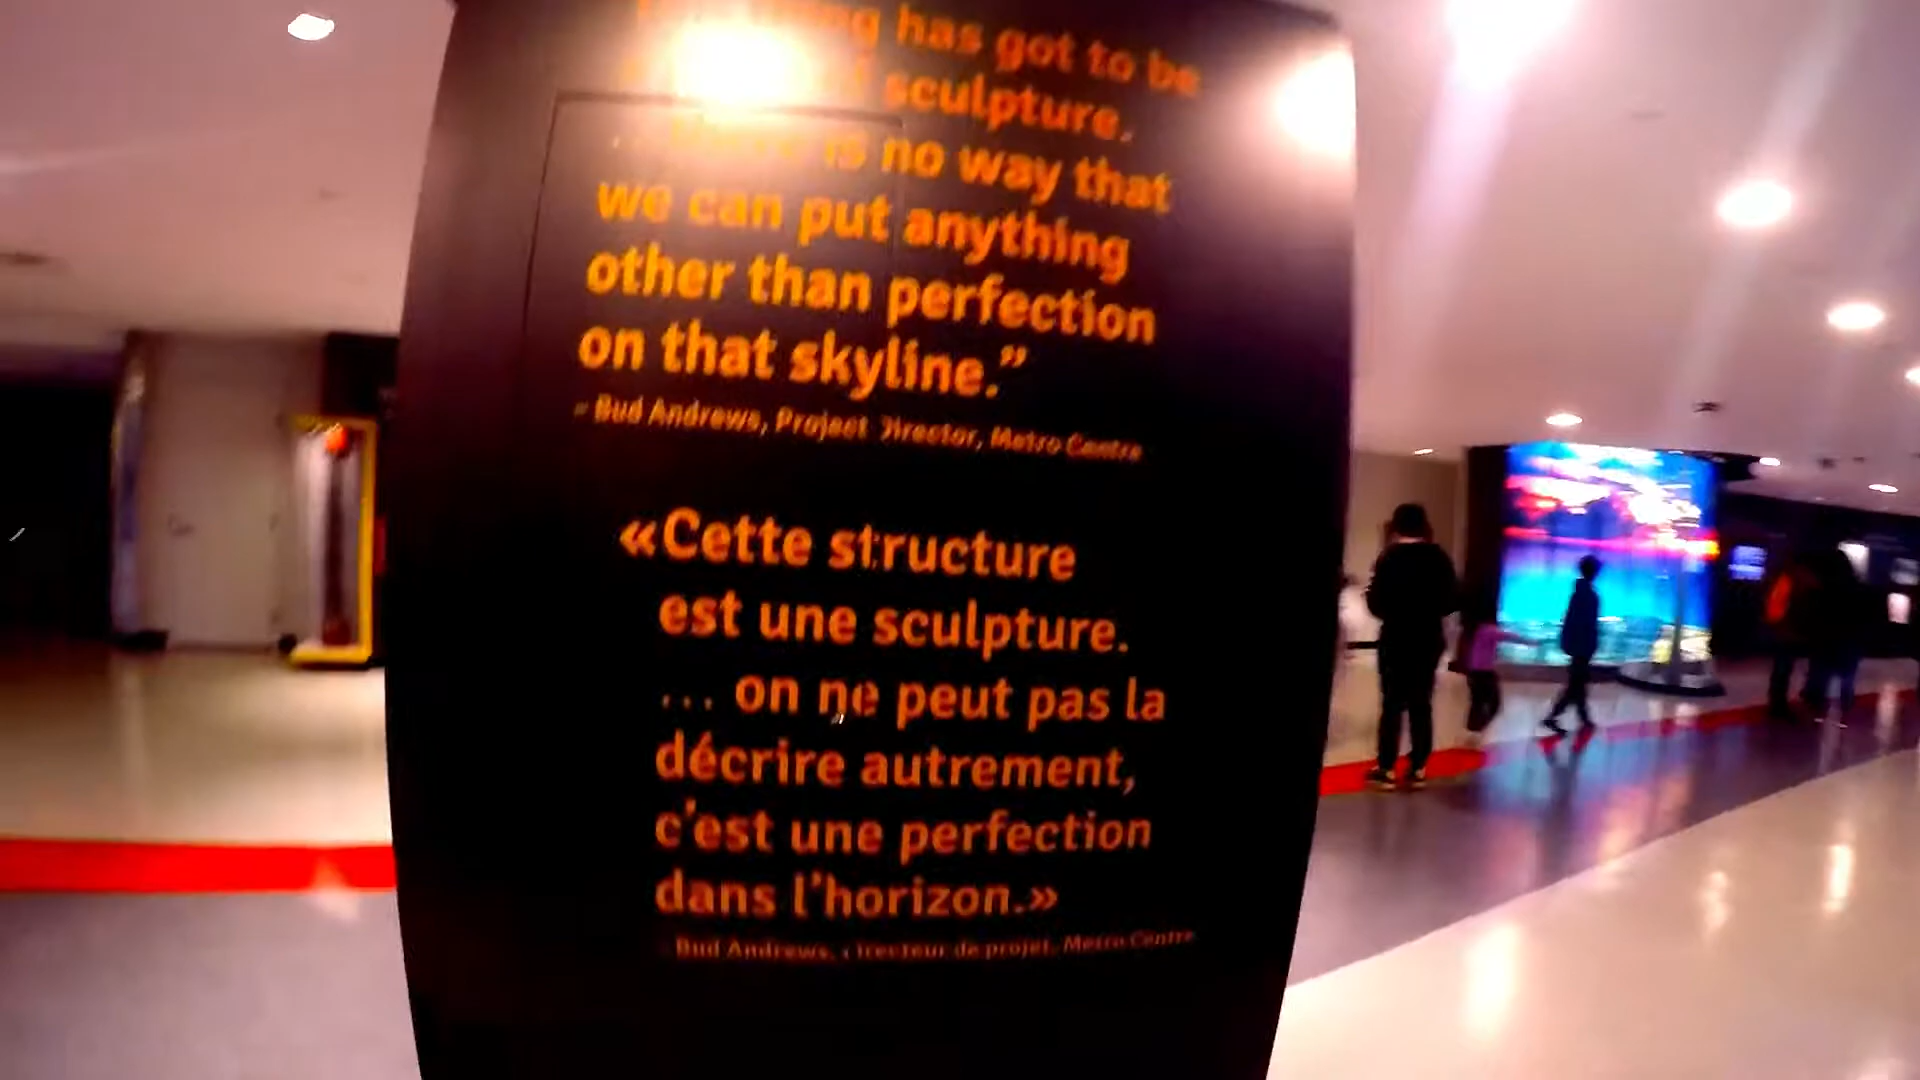 has got to be
sculpture.
is no way that
we can put anything
other than perfection
on that skyline.”
– Bud Andrews, Project Director, Metro Centre
«Cette structure
est une sculpture.
... on ne peut pas la
décrire autrement,
c'est une perfection
dans l'horizon.»
- Bud Andrews, directeur de projet, Metro Centre